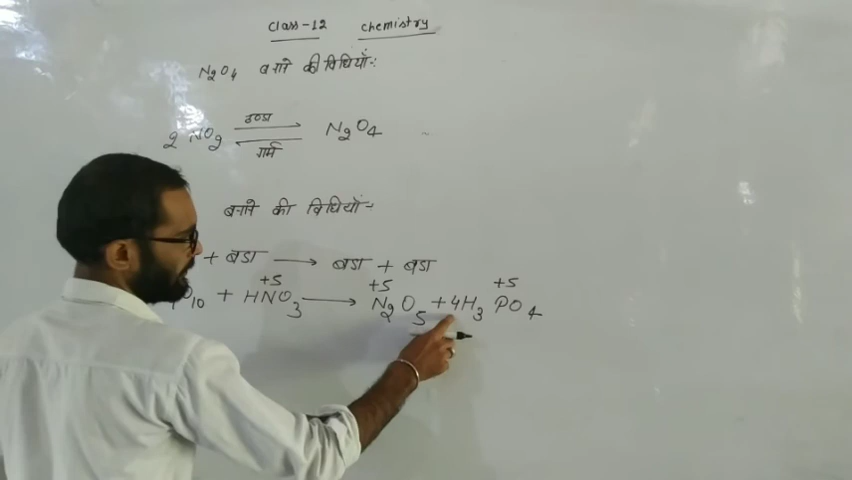 Class-12 chemistry
N2O4 बनाने की विधियाँ:-
ठण्डा
2 NO2 ⇌ N2O4
गर्म
बनाने की विधियाँ:-
+ बडा → बडा + बडा
+5 +5 +5
O10 + HNO3 → N2O5 + 4H3PO4